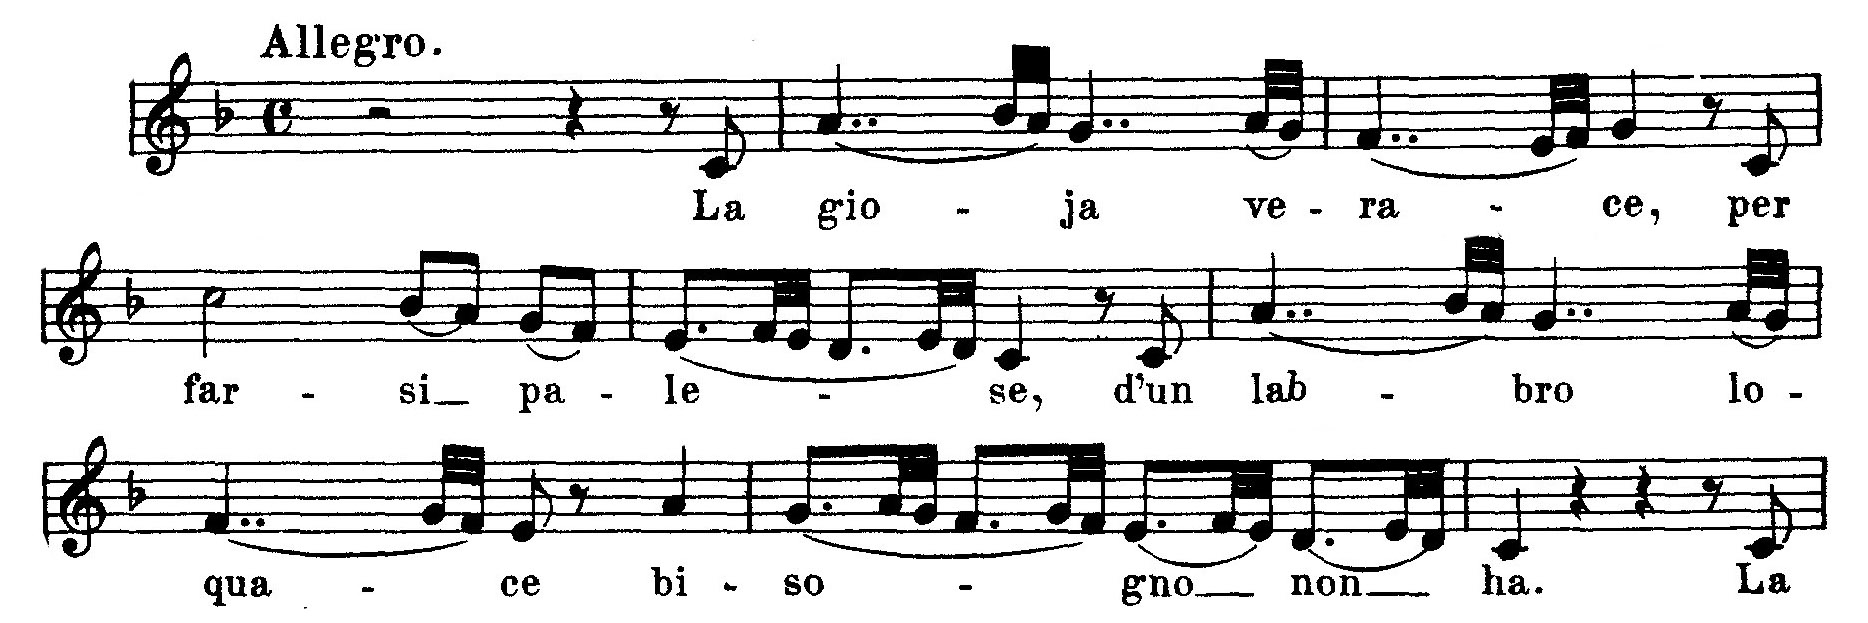 Allegro.
La gio - ja ve - ra - ce, per
far - si_ pa - le - se, d'un lab - bro lo -
qua - ce bi - so - gno_ non_ ha. La